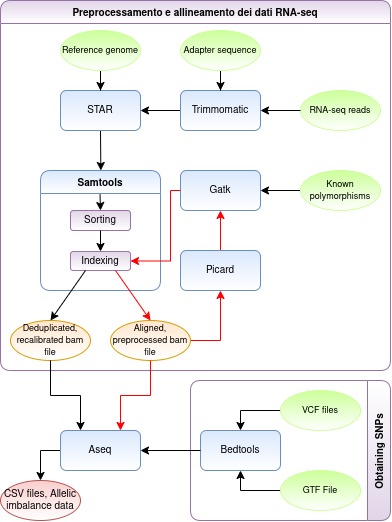 Preprocessamento e allineamento dei dati RNA-seq
Reference genome
Adapter sequence
STAR
Trimmomatic
RNA-seq reads
Samtools
Sorting
Indexing
Gatk
Known
polymorphisms
Picard
Deduplicated,
recalibrated bam
file
Aligned,
preprocessed bam
file
Aseq
Bedtools
VCF files
GTF File
Obtaining SNPs
CSV files, Allelic
imbalance data